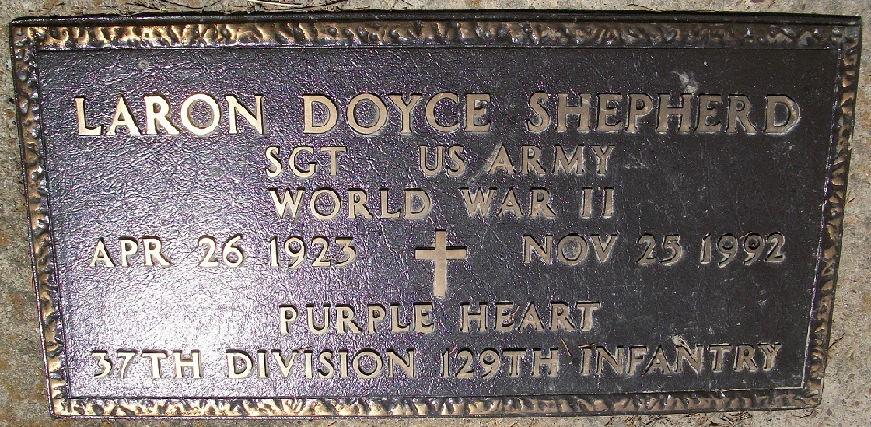 LARON DOYCE SHEPHERD
SGT US ARMY
WORLD WAR II
APR 26 1923 NOV 25 1992
PURPLE HEART
37TH DIVISION 129TH INFANTRY